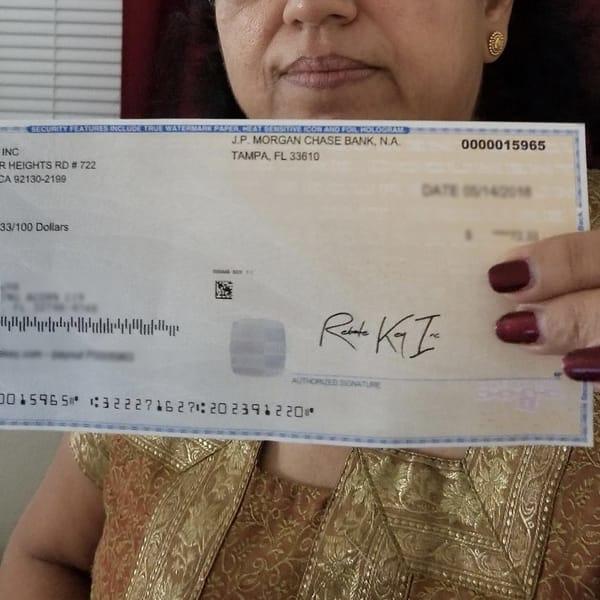 SECURITY FEATURES INCLUDE TRUE WATERMARK PAPER, HEAT SENSITIVE ICON AND FOIL HOLOGRAM.
INC
R HEIGHTS RD # 722
CA 92130-2199
J.P. MORGAN CHASE BANK, N.A.
TAMPA, FL 33610
0000015965
DATE 05/14/2018
33/100 Dollars
$
Rebate Key Inc
AUTHORIZED SIGNATURE
0015965⑈ ⑆322271627⑆202391220⑈